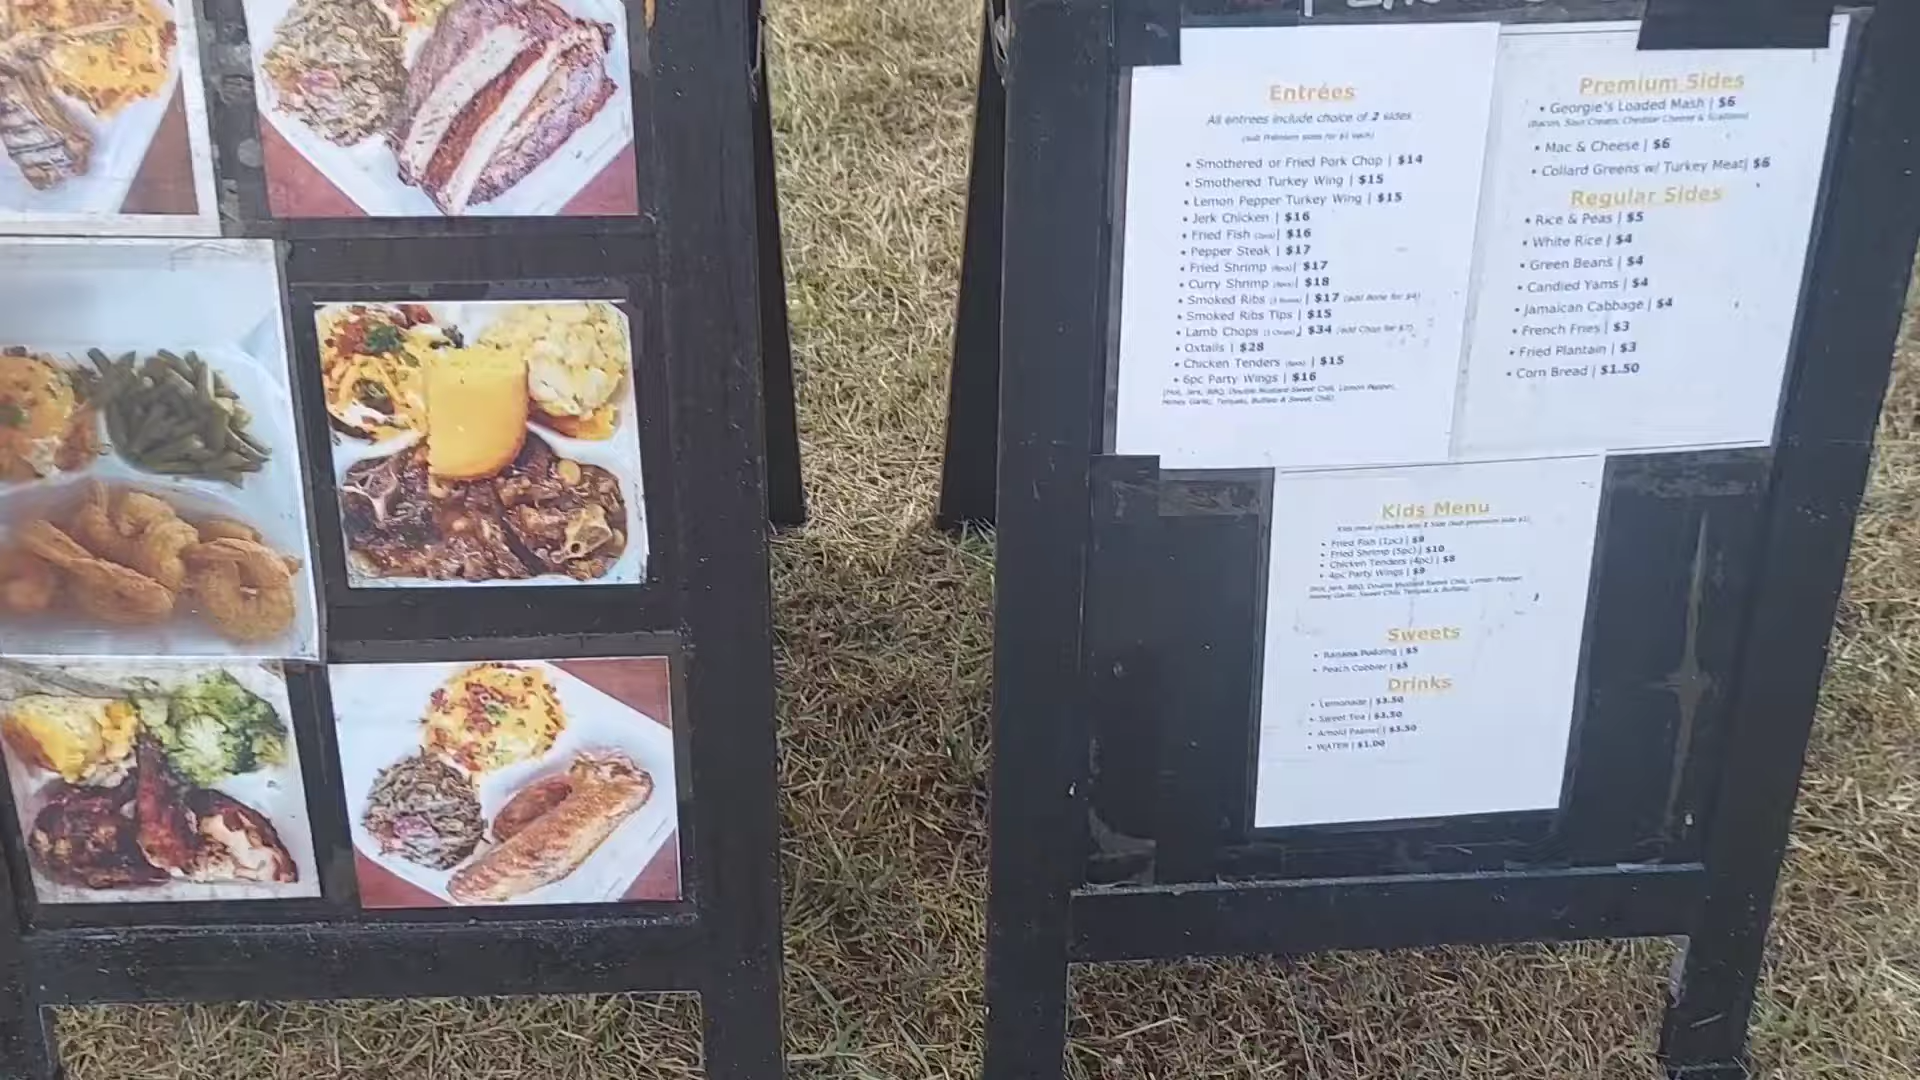 Entrées
All entrees include choice of 2 sides
(sub Premium sides for $1 each)
• Smothered or Fried Pork Chop | $14
• Smothered Turkey Wing | $15
• Lemon Pepper Turkey Wing | $15
• Jerk Chicken | $16
• Fried Fish | $16
• Pepper Steak | $17
• Fried Shrimp | $17
• Curry Shrimp | $18
• Smoked Ribs | $17 (add Bone for $4)
• Smoked Ribs Tips | $15
• Lamb Chops | $34 (add Chop for $7)
• Oxtails | $28
• Chicken Tenders | $15
• 6pc Party Wings | $16
(Hot, Jerk, BBQ, Double Mustard Sweet Chili, Lemon Pepper,
Honey Garlic, Teriyaki, Buffalo & Sweet Chili)
Premium Sides
• Georgie's Loaded Mash | $6
(Bacon, Sour Cream, Cheddar Cheese & Scallions)
• Mac & Cheese | $6
• Collard Greens w/ Turkey Meat| $6
Regular Sides
• Rice & Peas | $5
• White Rice | $4
• Green Beans | $4
• Candied Yams | $4
• Jamaican Cabbage | $4
• French Fries | $3
• Fried Plantain | $3
• Corn Bread | $1.50
Kids Menu
Kids meal includes any 1 Side (sub premium side $1)
• Fried Fish (1pc) | $9
• Fried Shrimp (5pc) | $10
• Chicken Tenders (4pc) | $8
• 4pc Party Wings | $9
(Hot, Jerk, BBQ, Double Mustard Sweet Chili, Lemon Pepper,
Honey Garlic, Sweet Chili, Teriyaki & Buffalo)
Sweets
• Banana Pudding | $5
• Peach Cobbler | $5
Drinks
• Lemonade | $3.50
• Sweet Tea | $3.50
• Arnold Palmer | $3.50
• WATER | $1.00